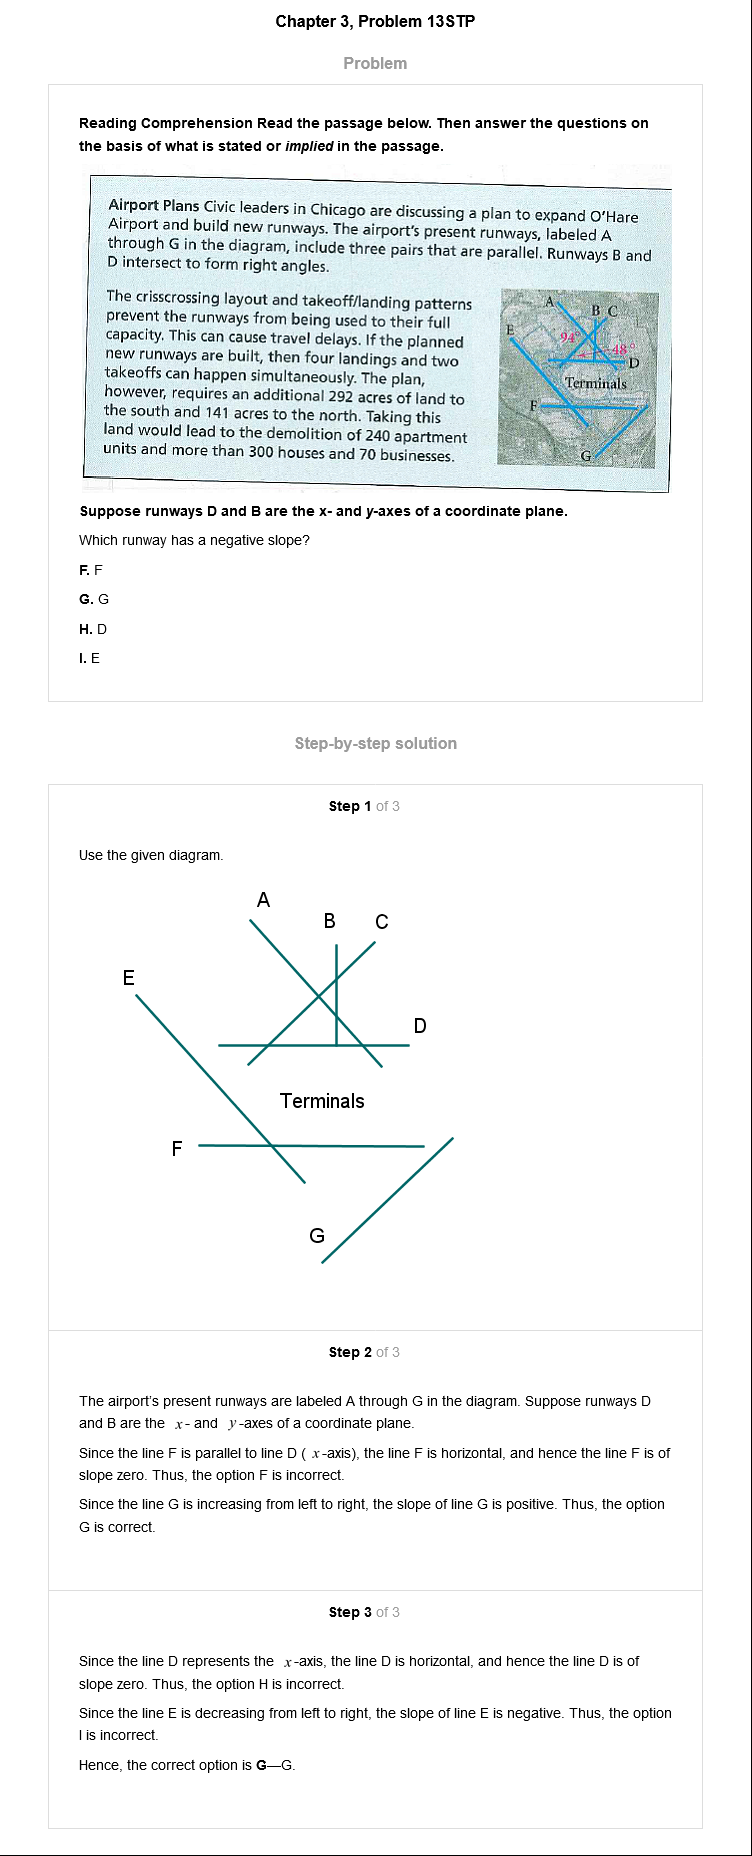 Chapter 3, Problem 13STP
Problem
Reading Comprehension Read the passage below. Then answer the questions on
the basis of what is stated or implied in the passage.
Airport Plans Civic leaders in Chicago are discussing a plan to expand O'Hare
Airport and build new runways. The airport's present runways, labeled A
through G in the diagram, include three pairs that are parallel. Runways B and
D intersect to form right angles.
The crisscrossing layout and takeoff/landing patterns
prevent the runways from being used to their full
capacity. This can cause travel delays. If the planned
new runways are built, then four landings and two
takeoffs can happen simultaneously. The plan,
however, requires an additional 292 acres of land to
the south and 141 acres to the north. Taking this
land would lead to the demolition of 240 apartment
units and more than 300 houses and 70 businesses.
A
B C
E
94°
48°
D
Terminals
F
G
Suppose runways D and B are the x- and y-axes of a coordinate plane.
Which runway has a negative slope?
F. F
G. G
H. D
I. E
Step-by-step solution
Step 1 of 3
Use the given diagram.
A
B
C
E
D
Terminals
F
G
Step 2 of 3
The airport's present runways are labeled A through G in the diagram. Suppose runways D
and B are the x- and y-axes of a coordinate plane.
Since the line F is parallel to line D ( x-axis), the line F is horizontal, and hence the line F is of
slope zero. Thus, the option F is incorrect.
Since the line G is increasing from left to right, the slope of line G is positive. Thus, the option
G is correct.
Step 3 of 3
Since the line D represents the x-axis, the line D is horizontal, and hence the line D is of
slope zero. Thus, the option H is incorrect.
Since the line E is decreasing from left to right, the slope of line E is negative. Thus, the option
I is incorrect.
Hence, the correct option is G—G.